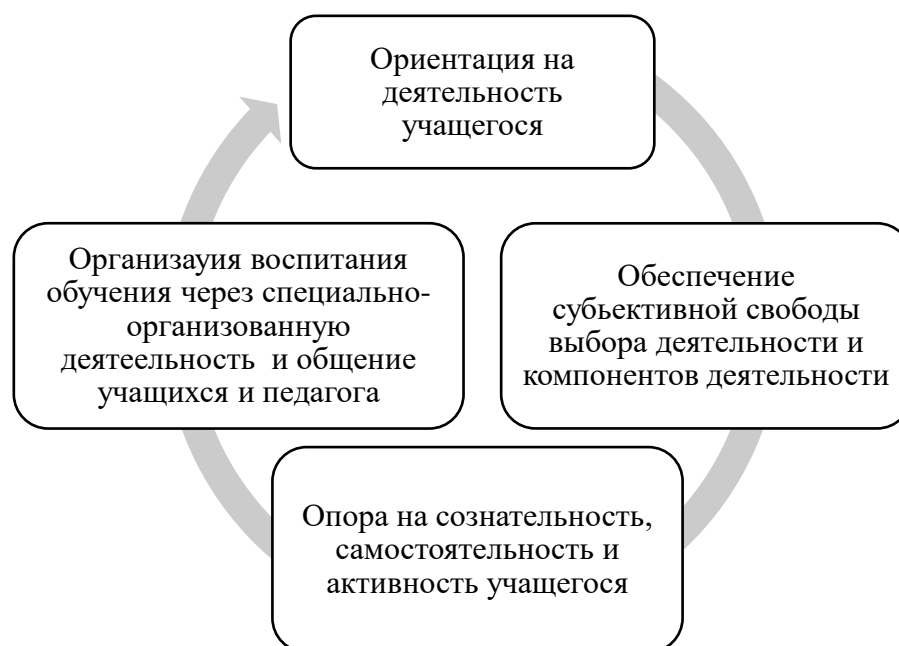 Ориентация на
деятельность
учащегося
Организауия воспитания
обучения через специально-
организованную
деятеельность и общение
учащихся и педагога
Обеспечение
субьективной свободы
выбора деятельности и
компонентов деятельности
Опора на сознательность,
самостоятельность и
активность учащегося